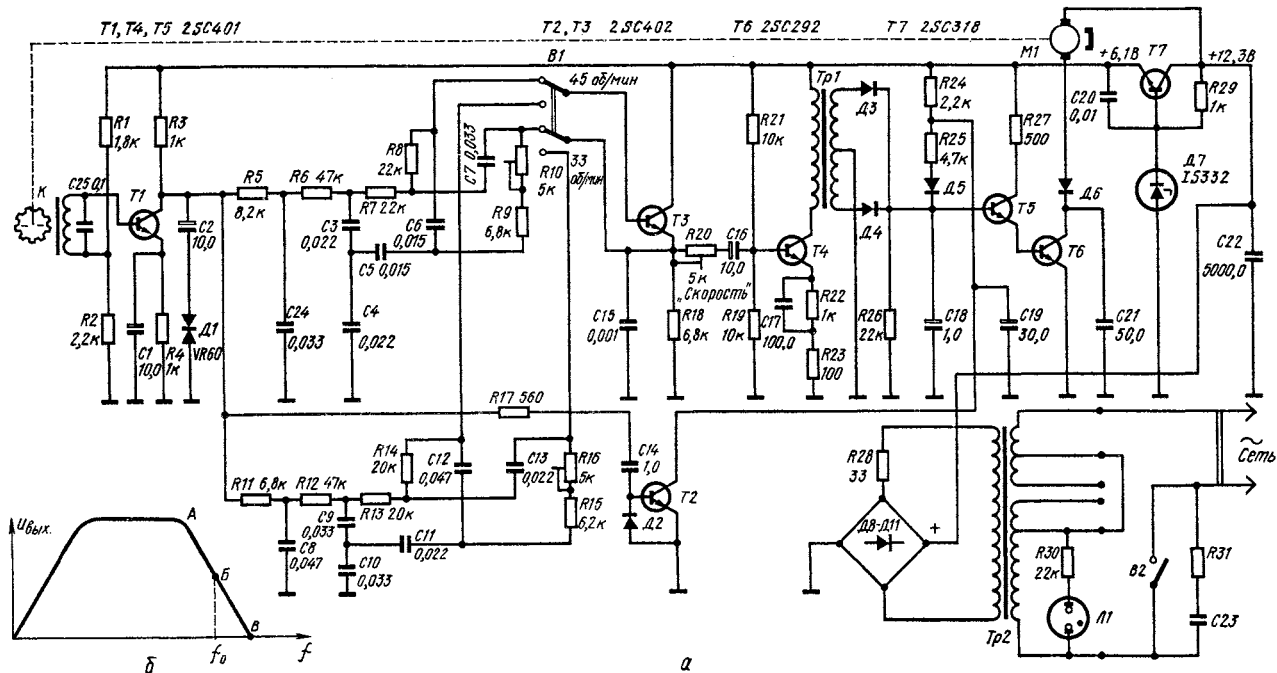 T1, T4, T5 2SC401
T2, T3 2SC402
T6 2SC292
T7 2SC318
M1
B1
45 об/мин
+6,1В
T7
+12,3В
R1
1,8к
R3
1к
R8
22к
C7 0,033
R10
5к
33
об/мин
R21
10к
Тр1
Д3
R24
2,2к
R25
4,7к
R27
500
C20
0,01
R29
1к
К
C25 0,1
T1
C2
10,0
R5
8,2к
R6 47к
R7 22к
C3
0,022
C6
0,015
R9
6,8к
C5 0,015
T3
R20
5к
„Скорость"
C16
10,0
T4
Д4
Д5
T5
Д6
T6
Д7
IS332
C22
5000,0
R2
2,2к
C1
10,0
R4
1к
Д1
VR60
C24
0,033
C4
0,022
C15
0,001
R18
6,8к
R19
10к
C17
100,0
R22
1к
R23
100
R26
22к
C18
1,0
C19
30,0
C21
50,0
R17 560
R14
20к
C12
0,047
C13
0,022
R16
5к
C14
1,0
T2
R28
33
~
Сеть
R11 6,8к
R12 47к
R13 20к
C9
0,033
C8
0,047
C11
0,022
C10
0,033
R15
6,2к
Д2
Д8-Д11
+
R30
22к
Л1
B2
R31
C23
Тр2
Uвых.
А
Б
В
f₀
f
б
а